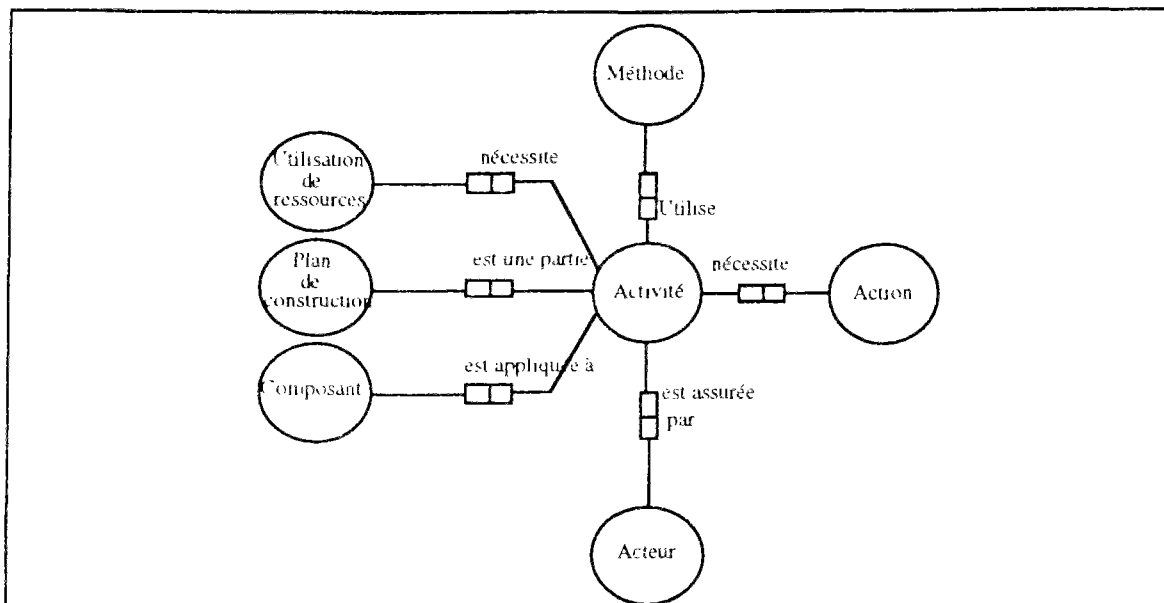 Méthode
Utilisation
de
ressources
nécessite
Utilise
Plan
de
construction
est une partie
Activité
nécessite
Action
Composant
est appliquée à
est assurée
par
Acteur